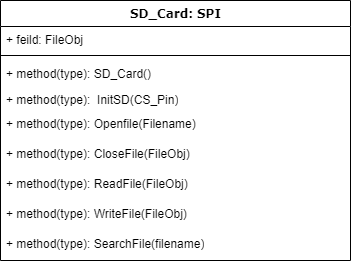 SD_Card: SPI
+ feild: FileObj
+ method(type): SD_Card()
+ method(type):  InitSD(CS_Pin)
+ method(type): Openfile(Filename)
+ method(type): CloseFile(FileObj)
+ method(type): ReadFile(FileObj)
+ method(type): WriteFile(FileObj)
+ method(type): SearchFile(filename)